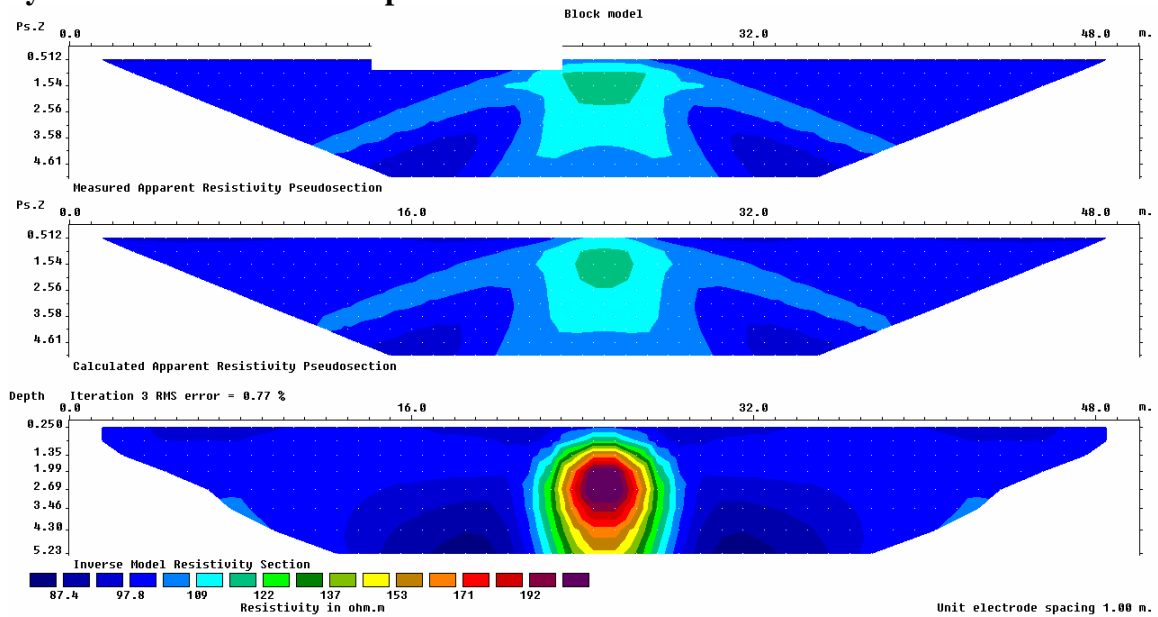 Block model
Ps.Z
0.0 32.0 48.0 m.
0.512
1.54
2.56
3.58
4.61
Measured Apparent Resistivity Pseudosection
Ps.Z
0.0 16.0 32.0 48.0 m.
0.512
1.54
2.56
3.58
4.61
Calculated Apparent Resistivity Pseudosection
Depth Iteration 3 RMS error = 0.77 %
0.0 16.0 32.0 48.0 m.
0.250
1.35
1.99
2.69
3.46
4.30
5.23
Inverse Model Resistivity Section
87.4 97.8 109 122 137 153 171 192
Resistivity in ohm.m
Unit electrode spacing 1.00 m.